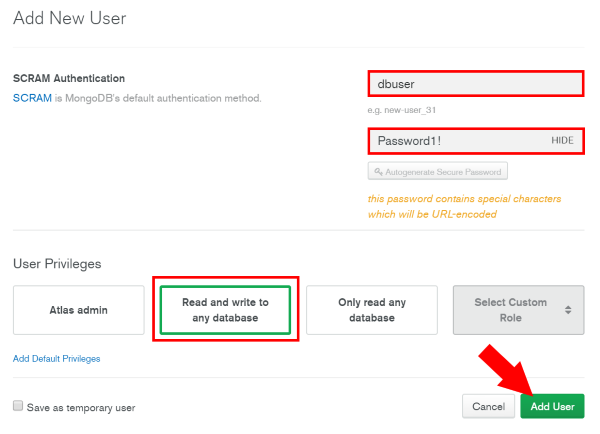 Add New User
SCRAM Authentication
SCRAM is MongoDB's default authentication method.
dbuser
e.g. new-user_31
Password1!
HIDE
Autogenerate Secure Password
this password contains special characters
which will be URL-encoded
User Privileges
Atlas admin
Read and write to
any database
Only read any
database
Select Custom
Role
Add Default Privileges
Save as temporary user
Cancel
Add User